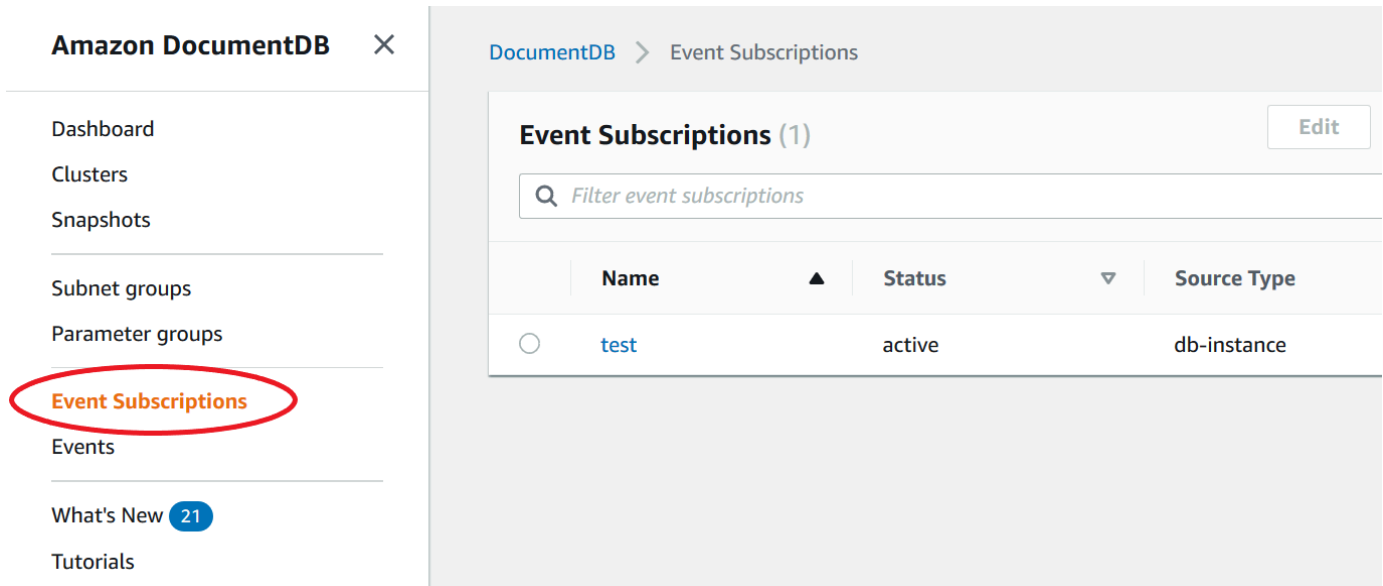 Amazon DocumentDB
Dashboard
Clusters
Snapshots
Subnet groups
Parameter groups
Event Subscriptions
Events
What's New 21
Tutorials
DocumentDB > Event Subscriptions
Event Subscriptions (1)
Edit
Filter event subscriptions
Name Status Source Type
test active db-instance